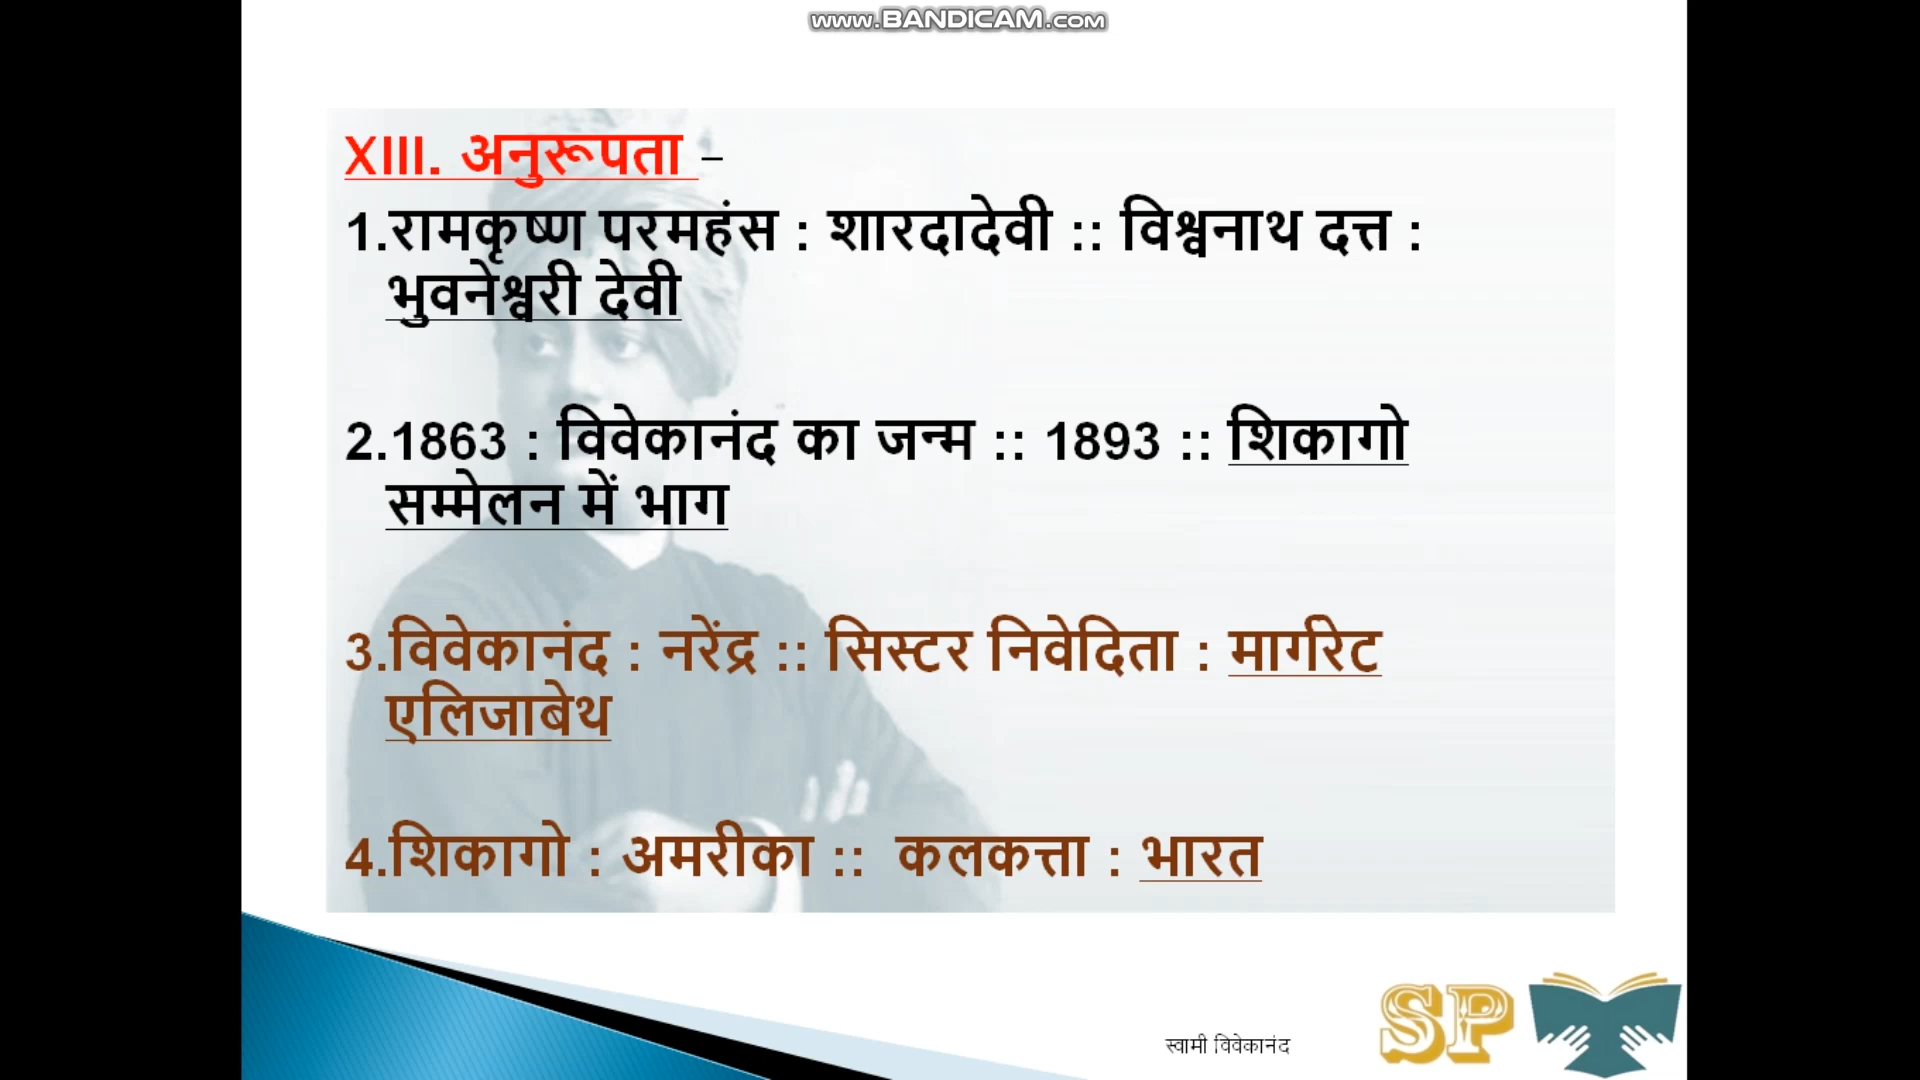 www.BANDICAM.com
XIII. अनुरूपता –
1.रामकृष्ण परमहंस : शारदादेवी :: विश्वनाथ दत्त :
भुवनेश्वरी देवी
2.1863 : विवेकानंद का जन्म :: 1893 :: शिकागो
सम्मेलन में भाग
3.विवेकानंद : नरेंद्र :: सिस्टर निवेदिता : मार्गरेट
एलिजाबेथ
4.शिकागो : अमरीका :: कलकत्ता : भारत
स्वामी विवेकानंद
SP